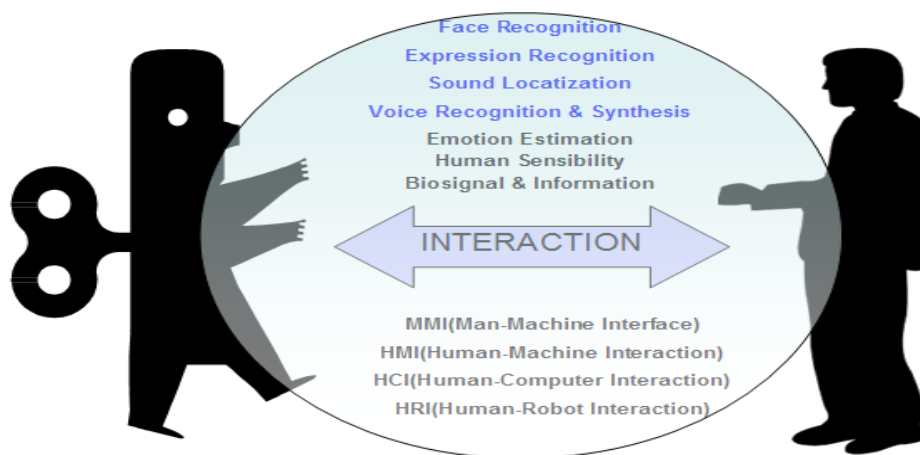 Face Recognition
Expression Recognition
Sound Locatization
Voice Recognition & Synthesis
Emotion Estimation
Human Sensibility
Biosignal & Information
INTERACTION
MMI(Man-Machine Interface)
HMI(Human-Machine Interaction)
HCI(Human-Computer Interaction)
HRI(Human-Robot Interaction)